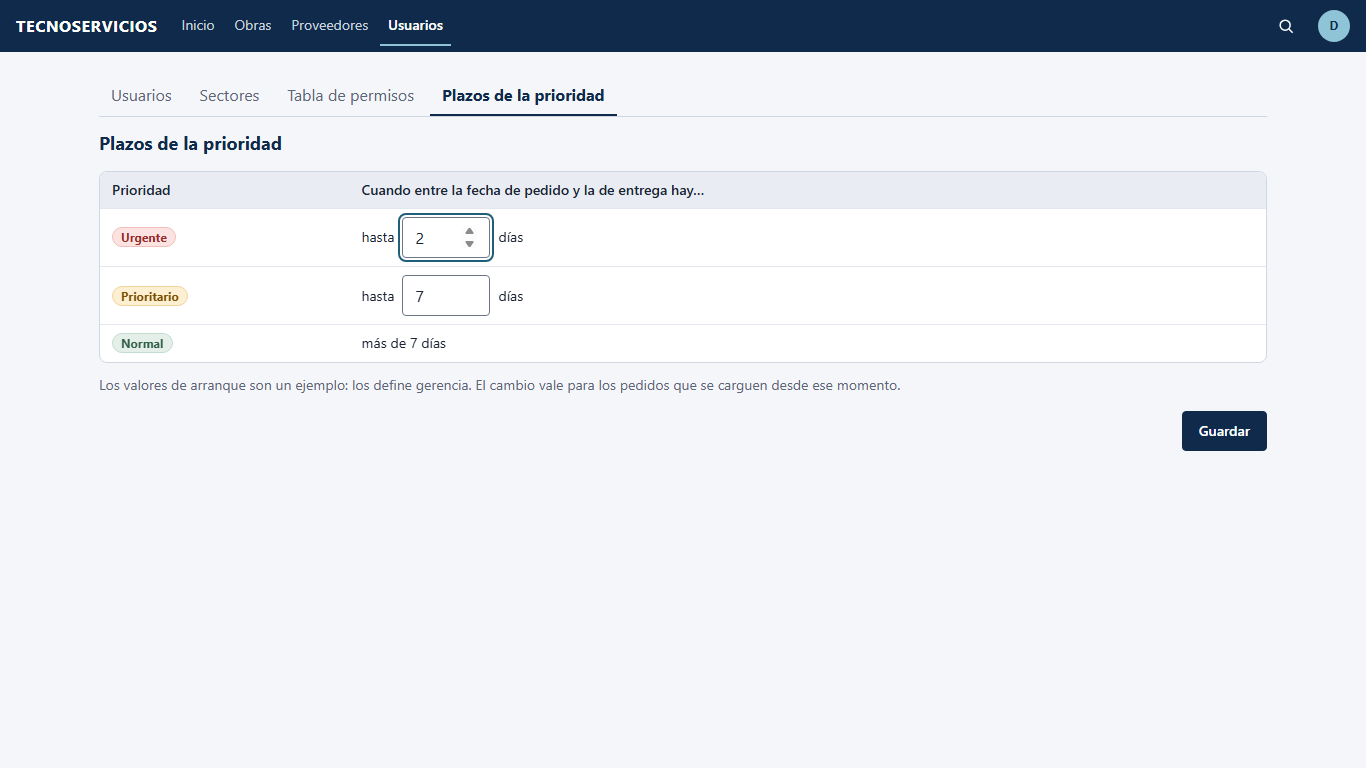 TECNOSERVICIOS Inicio Obras Proveedores Usuarios D
Usuarios Sectores Tabla de permisos Plazos de la prioridad
Plazos de la prioridad
Prioridad Cuando entre la fecha de pedido y la de entrega hay...
Urgente hasta 2 días
Prioritario hasta 7 días
Normal más de 7 días
Los valores de arranque son un ejemplo: los define gerencia. El cambio vale para los pedidos que se carguen desde ese momento.
Guardar